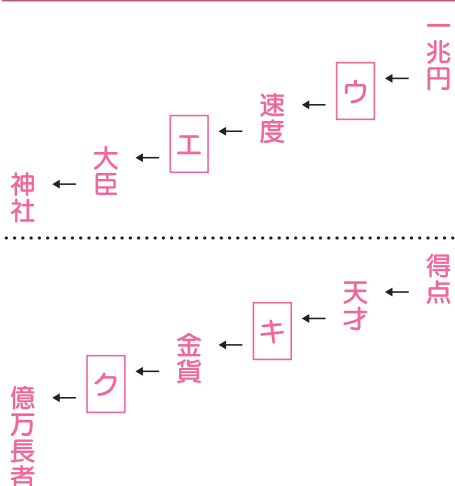 一兆円
ウ
速度
エ
大臣
神社
得点
天才
キ
金貨
ク
億万長者